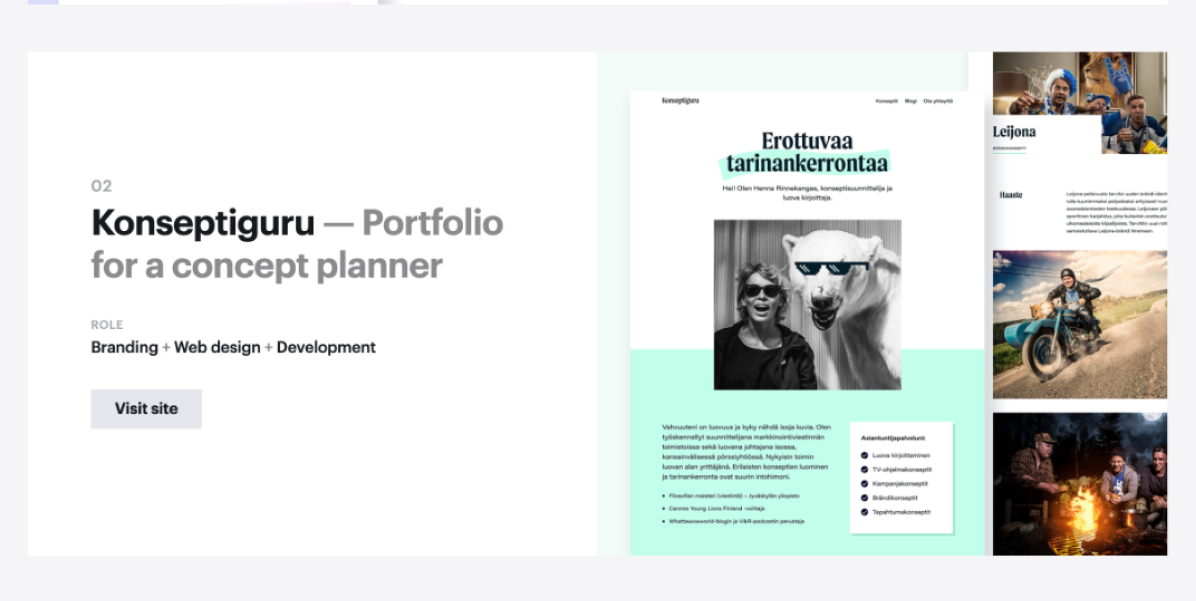 02
Konseptiguru — Portfolio
for a concept planner
ROLE
Branding + Web design + Development
Visit site
Konseptiguru
Konseptit Blogi Ota yhteyttä
Erottuvaa
tarinankerrontaa
Hei! Olen Henna Rinnekangas, konseptisuunnittelija ja
luova kirjoittaja.
Vahvuuteni on luovuus ja kyky nähdä isoja kuvia. Olen
työskennellyt suunnittelijana markkinointiviestinnän
toimistoissa sekä luovana johtajana isossa,
kansainvälisessä pörssiyhtiössä. Nykyisin toimin
luovan alan yrittäjänä. Erilaisten konseptien luominen
ja tarinankerronta ovat suurin intohimoni.
• Filosofian maisteri (viestintä) – Jyväskylän yliopisto
• Cannes Young Lions Finland -voittaja
• Whattawowworld-blogin ja V&R-podcastin perustaja
Asiantuntijapalveluni:
Luova kirjoittaminen
TV-ohjelmakonseptit
Kampanjakonseptit
Brändikonseptit
Tapahtumakonseptit
Leijona
BRÄNDIKONSEPTI
Haaste